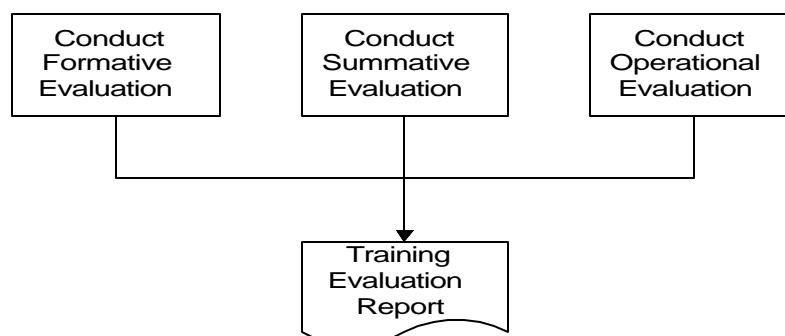 Conduct
Formative
Evaluation
Conduct
Summative
Evaluation
Conduct
Operational
Evaluation
Training
Evaluation
Report